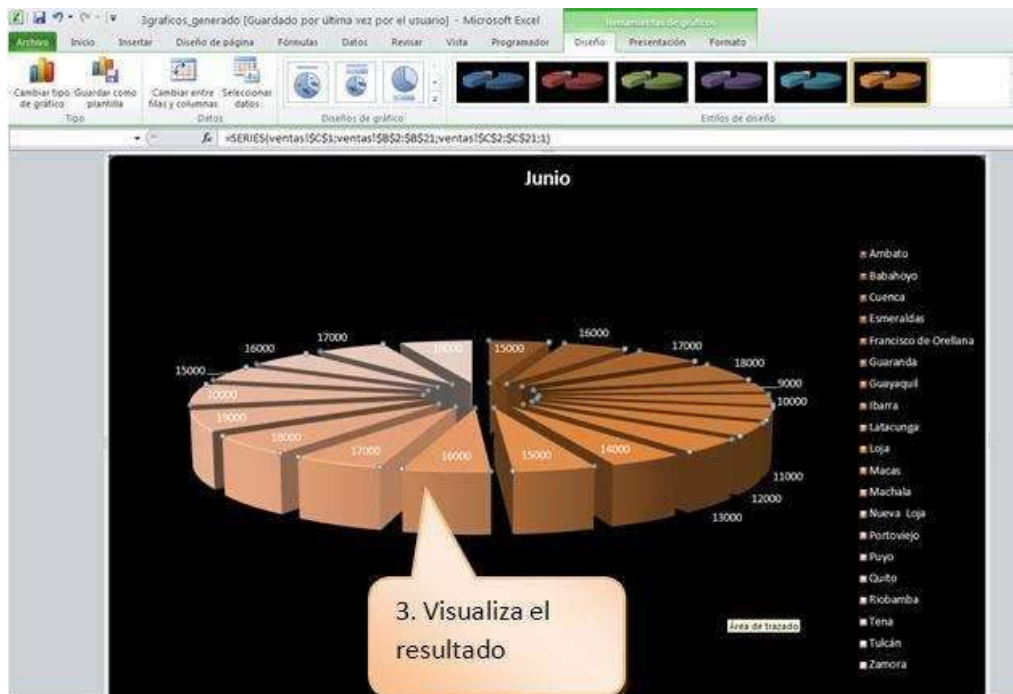 3graficos_generado [Guardado por última vez por el usuario] - Microsoft Excel
Herramientas de gráficos
Archivo Inicio Insertar Diseño de página Fórmulas Datos Revisar Vista Programador Diseño Presentación Formato
Cambiar tipo de gráfico
Guardar como plantilla
Cambiar entre filas y columnas
Seleccionar datos
Tipo Datos Diseños de gráfico Estilos de diseño
fx =SERIES(ventas!$C$1;ventas!$B$2:$B$21;ventas!$C$2:$C$21;1)
Junio
15000
16000
17000
18000
9000
10000
11000
12000
13000
14000
15000
16000
17000
18000
19000
20000
15000
16000
17000
Ambato
Babahoyo
Cuenca
Esmeraldas
Francisco de Orellana
Guaranda
Guayaquil
Ibarra
Latacunga
Loja
Macas
Machala
Nueva Loja
Portoviejo
Puyo
Quito
Riobamba
Tena
Tulcán
Zamora
3. Visualiza el
resultado
Área de trazado